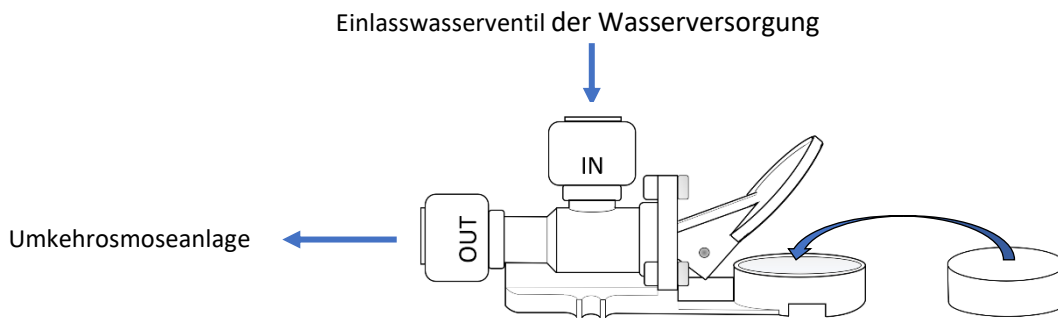 Einlasswasserventil der Wasserversorgung
IN
OUT
Umkehrosmoseanlage